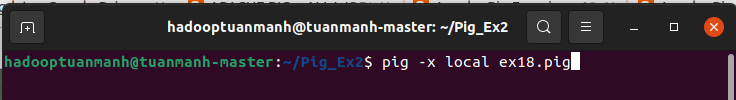 hadooptuanmanh@tuanmanh-master: ~/Pig_Ex2
hadooptuanmanh@tuanmanh-master:~/Pig_Ex2$ pig -x local ex18.pig